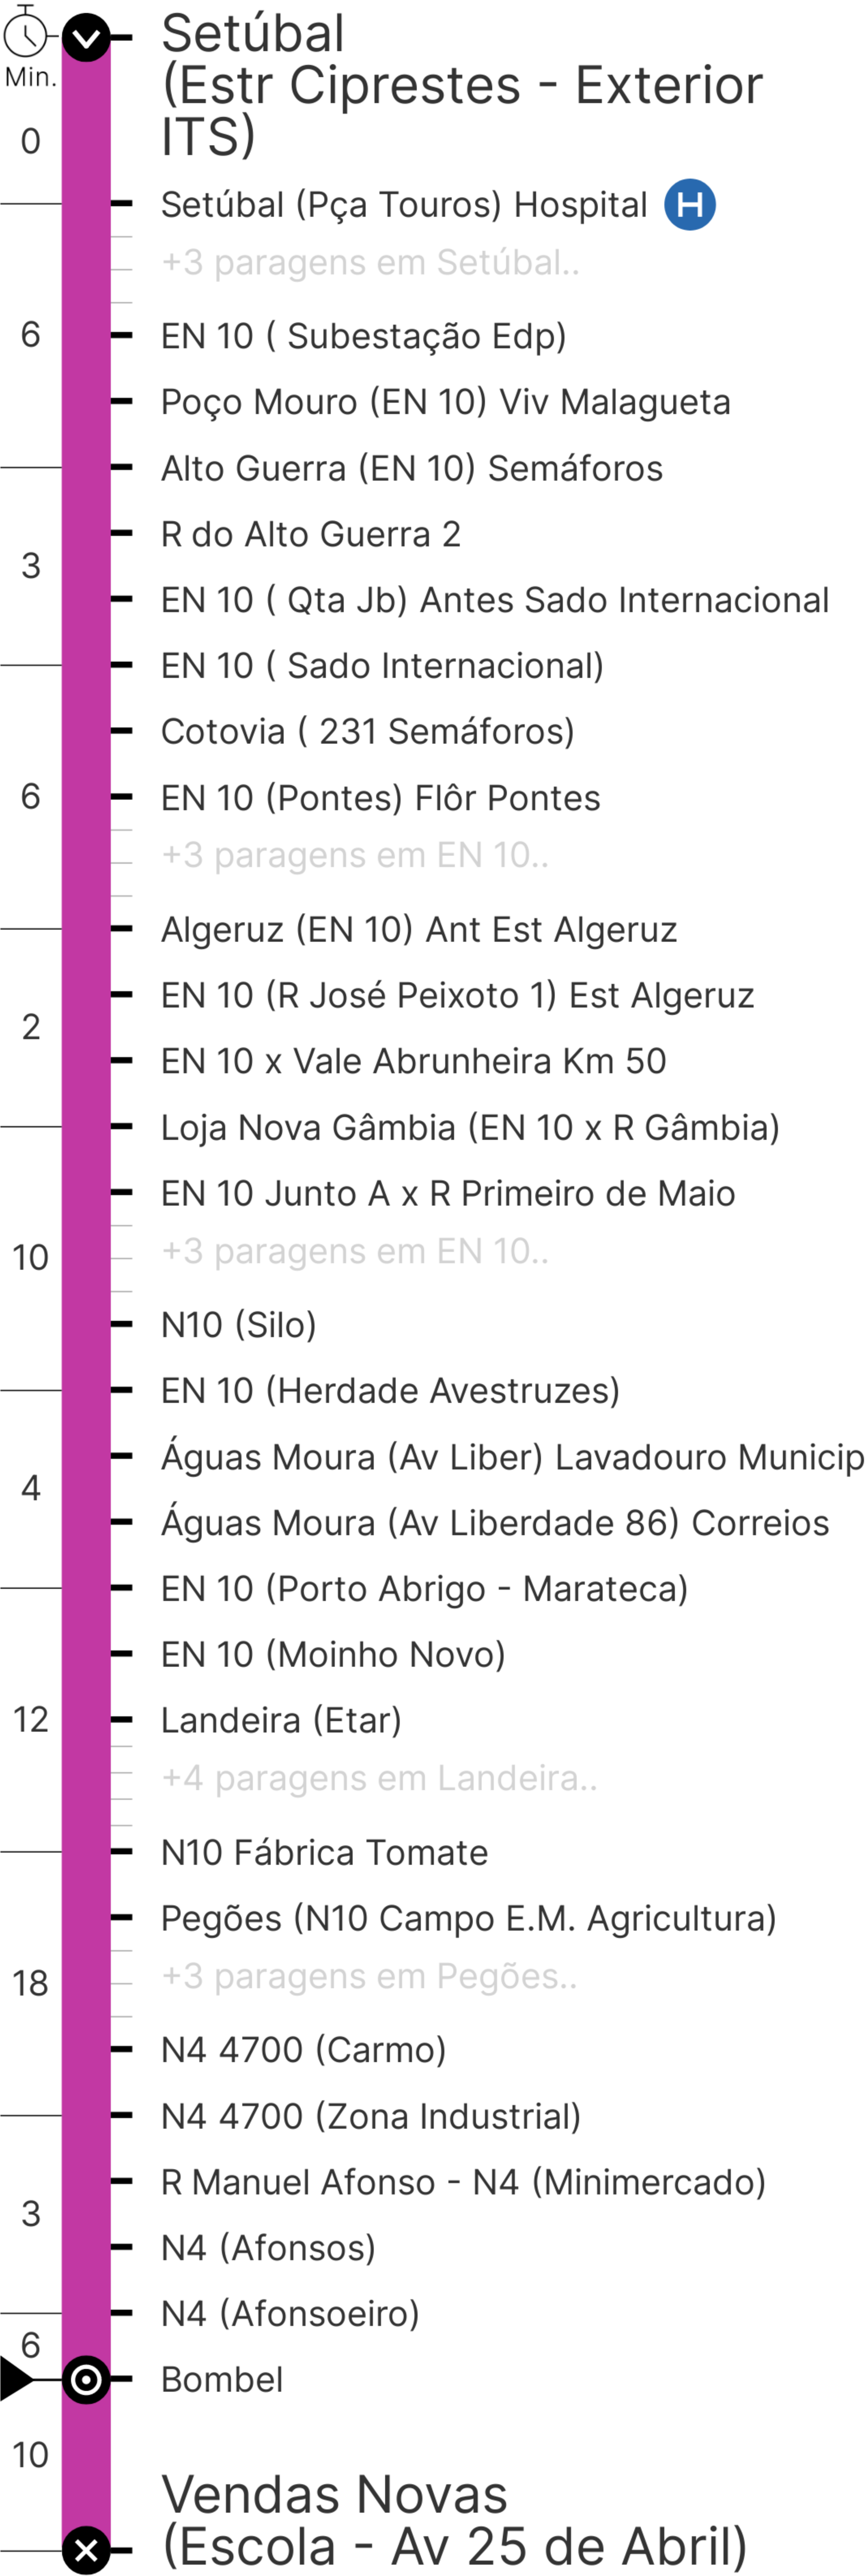 Setúbal
(Estr Ciprestes - Exterior
ITS)
Min.
0
Setúbal (Pça Touros) Hospital H
+3 paragens em Setúbal..
6
EN 10 ( Subestação Edp)
Poço Mouro (EN 10) Viv Malagueta
Alto Guerra (EN 10) Semáforos
R do Alto Guerra 2
3
EN 10 ( Qta Jb) Antes Sado Internacional
EN 10 ( Sado Internacional)
Cotovia ( 231 Semáforos)
6
EN 10 (Pontes) Flôr Pontes
+3 paragens em EN 10..
Algeruz (EN 10) Ant Est Algeruz
EN 10 (R José Peixoto 1) Est Algeruz
2
EN 10 x Vale Abrunheira Km 50
Loja Nova Gâmbia (EN 10 x R Gâmbia)
EN 10 Junto A x R Primeiro de Maio
10
+3 paragens em EN 10..
N10 (Silo)
EN 10 (Herdade Avestruzes)
Águas Moura (Av Liber) Lavadouro Municip
4
Águas Moura (Av Liberdade 86) Correios
EN 10 (Porto Abrigo - Marateca)
EN 10 (Moinho Novo)
12
Landeira (Etar)
+4 paragens em Landeira..
N10 Fábrica Tomate
Pegões (N10 Campo E.M. Agricultura)
18
+3 paragens em Pegões..
N4 4700 (Carmo)
N4 4700 (Zona Industrial)
R Manuel Afonso - N4 (Minimercado)
3
N4 (Afonsos)
N4 (Afonsoeiro)
6
Bombel
10
Vendas Novas
(Escola - Av 25 de Abril)